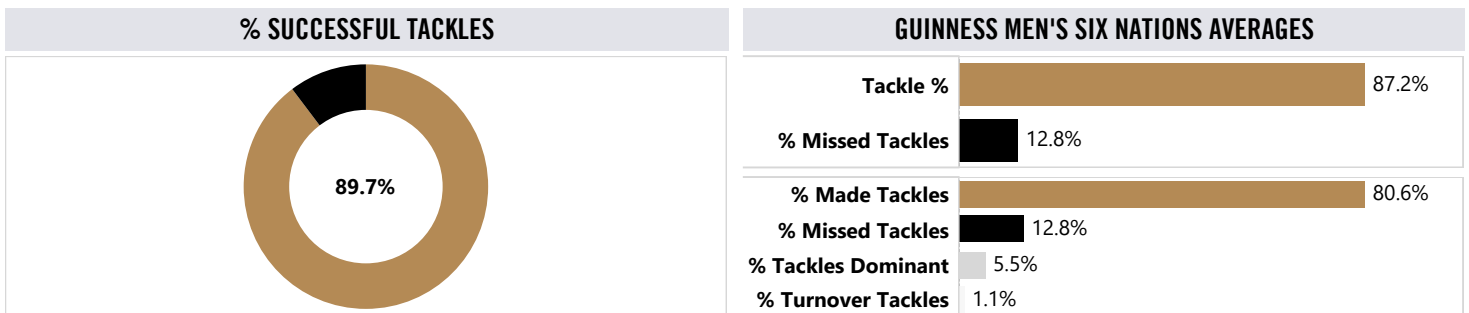 % SUCCESSFUL TACKLES
89.7%
GUINNESS MEN'S SIX NATIONS AVERAGES
Tackle % 87.2%
% Missed Tackles 12.8%
% Made Tackles 80.6%
% Missed Tackles 12.8%
% Tackles Dominant 5.5%
% Turnover Tackles 1.1%